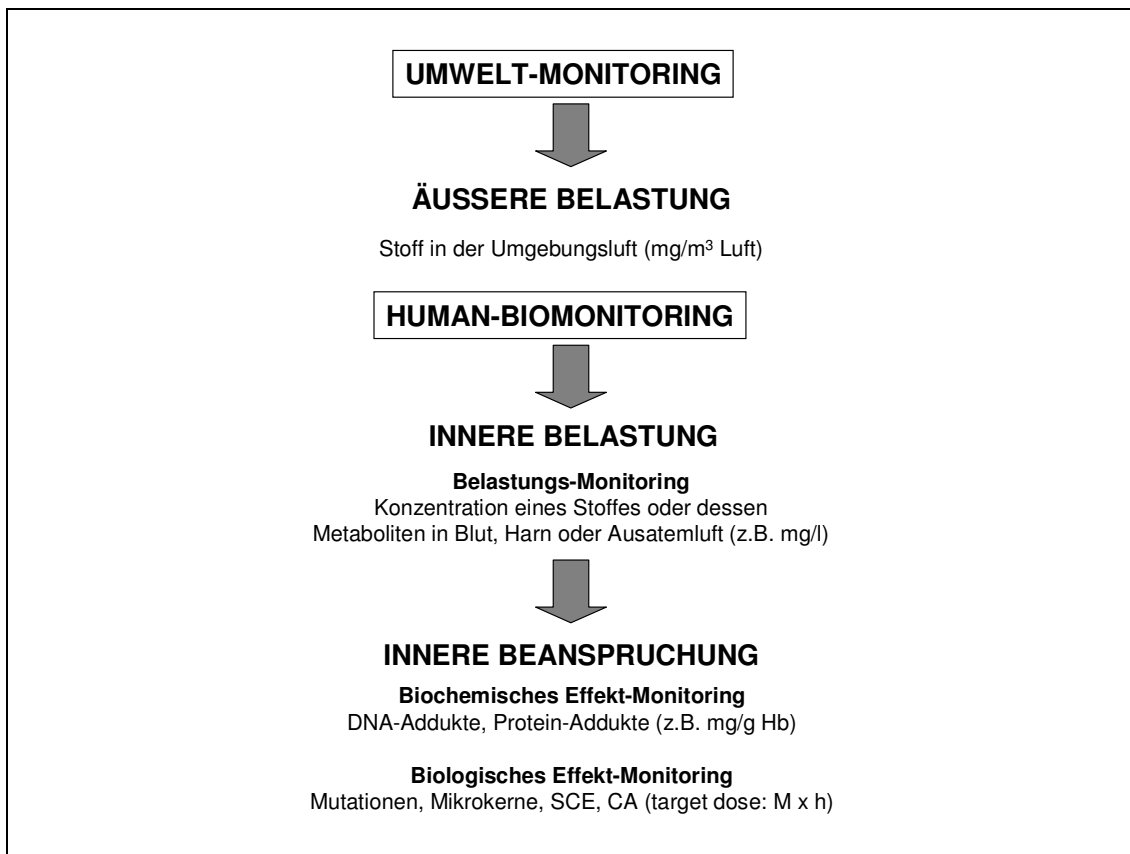 UMWELT-MONITORING
ÄUSSERE BELASTUNG
Stoff in der Umgebungsluft (mg/m³ Luft)
HUMAN-BIOMONITORING
INNERE BELASTUNG
Belastungs-Monitoring
Konzentration eines Stoffes oder dessen
Metaboliten in Blut, Harn oder Ausatemluft (z.B. mg/l)
INNERE BEANSPRUCHUNG
Biochemisches Effekt-Monitoring
DNA-Addukte, Protein-Addukte (z.B. mg/g Hb)
Biologisches Effekt-Monitoring
Mutationen, Mikrokerne, SCE, CA (target dose: M x h)